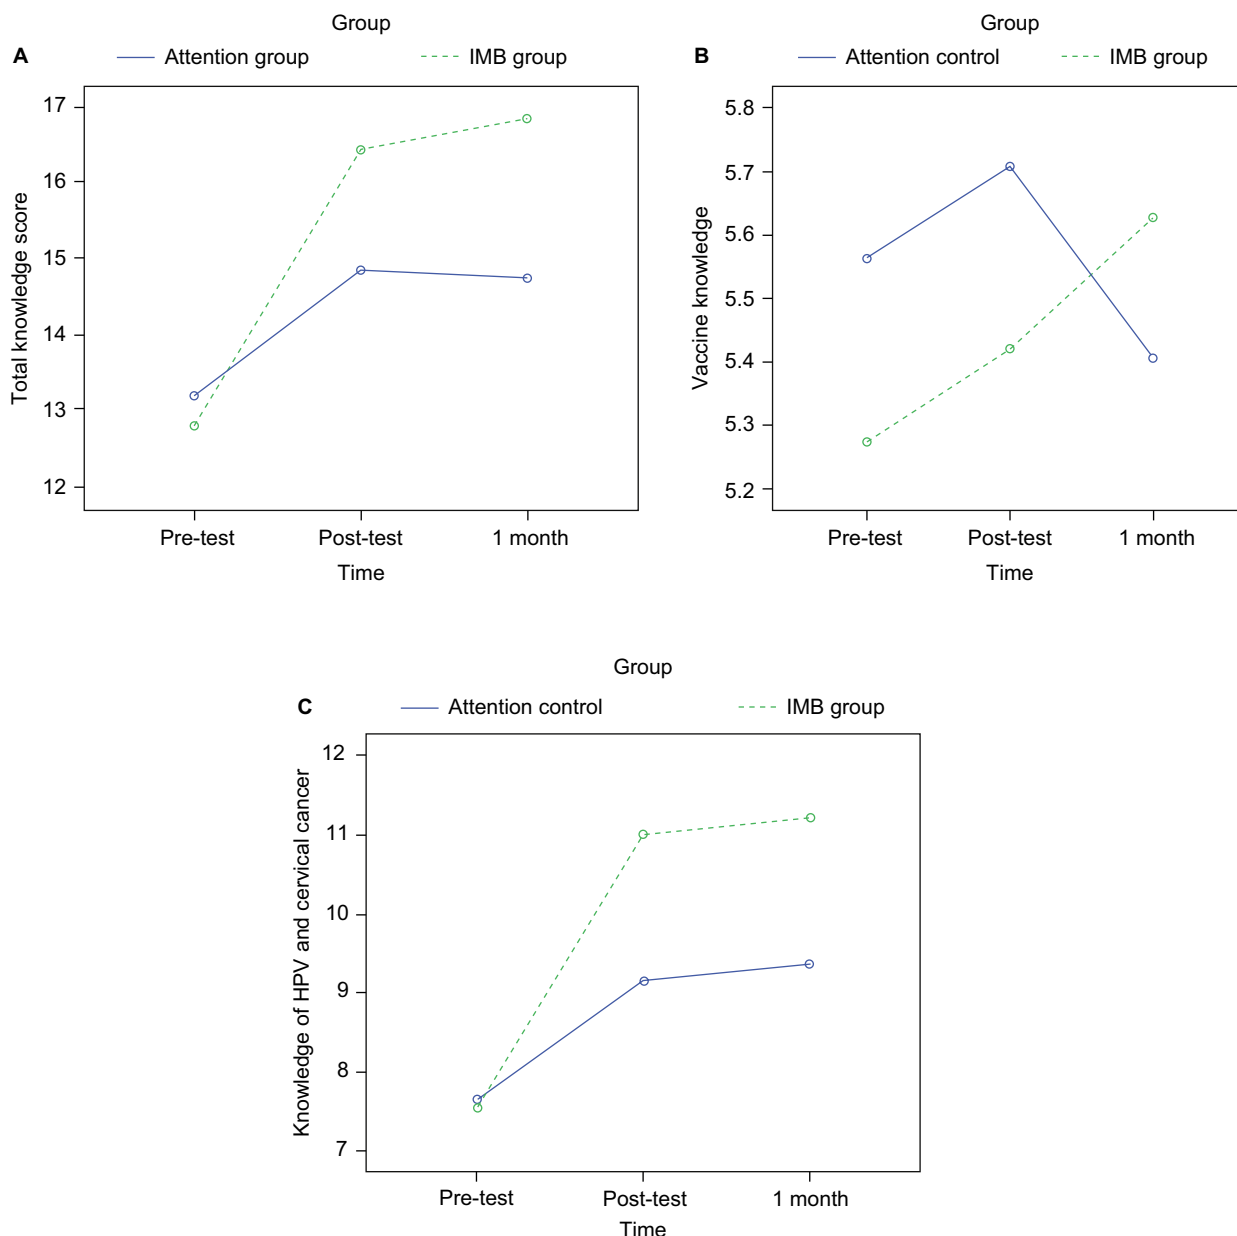 Group
A Attention group IMB group
Total knowledge score
17
16
15
14
13
12
Pre-test Post-test 1 month
Time
Group
B Attention control IMB group
Vaccine knowledge
5.8
5.7
5.6
5.5
5.4
5.3
5.2
Pre-test Post-test 1 month
Time
Group
C Attention control IMB group
Knowledge of HPV and cervical cancer
12
11
10
9
8
7
Pre-test Post-test 1 month
Time